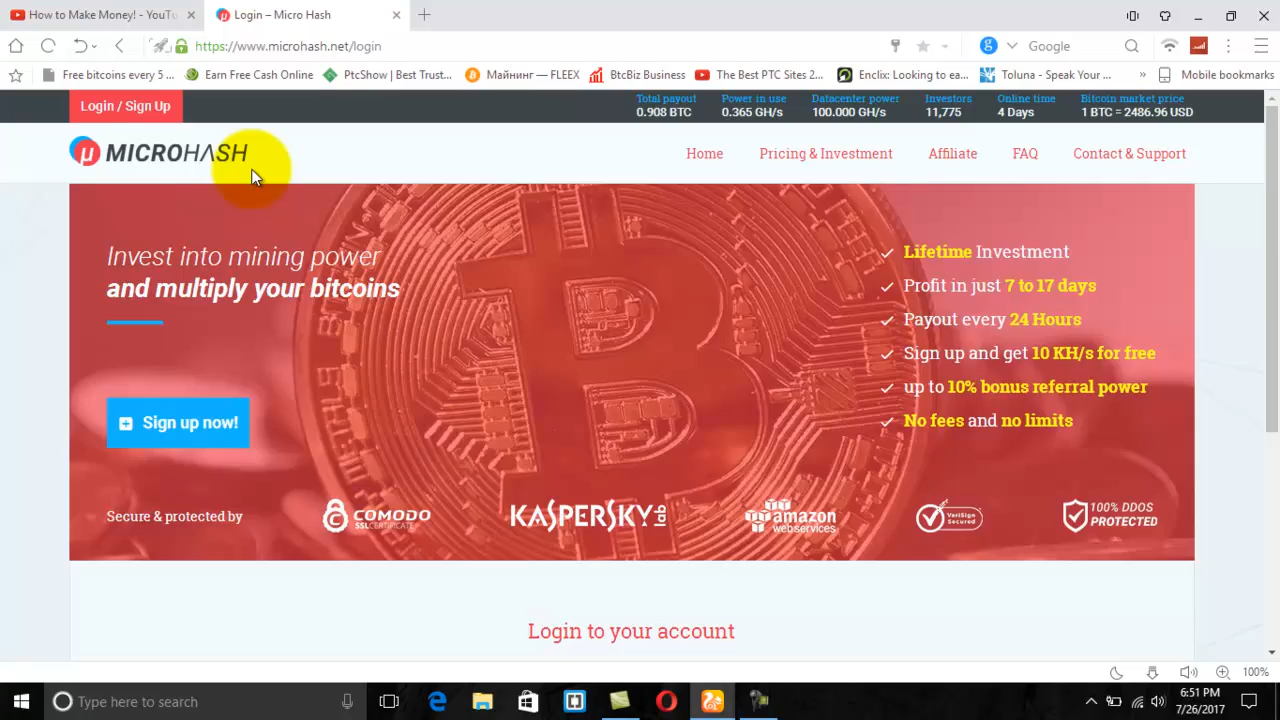 How to Make Money! - YouTu
Login – Micro Hash
https://www.microhash.net/login
Google
Free bitcoins every 5 ...
Earn Free Cash Online
PtcShow | Best Trust...
Майнинг — FLEEX
BtcBiz Business
The Best PTC Sites 2...
Enclix: Looking to ea...
Toluna - Speak Your ...
Mobile bookmarks
Login / Sign Up
Total payout
0.908 BTC
Power in use
0.365 GH/s
Datacenter power
100.000 GH/s
Investors
11,775
Online time
4 Days
Bitcoin market price
1 BTC = 2486.96 USD
MICROHΛSH
Home
Pricing & Investment
Affiliate
FAQ
Contact & Support
Invest into mining power
and multiply your bitcoins
Sign up now!
Lifetime Investment
Profit in just 7 to 17 days
Payout every 24 Hours
Sign up and get 10 KH/s for free
up to 10% bonus referral power
No fees and no limits
Secure & protected by
COMODO
SSL CERTIFICATE
KASPERSKY lab
amazon
webservices
VeriSign
Secured
100% DDOS
PROTECTED
Login to your account
100%
Type here to search
6:51 PM
7/26/2017